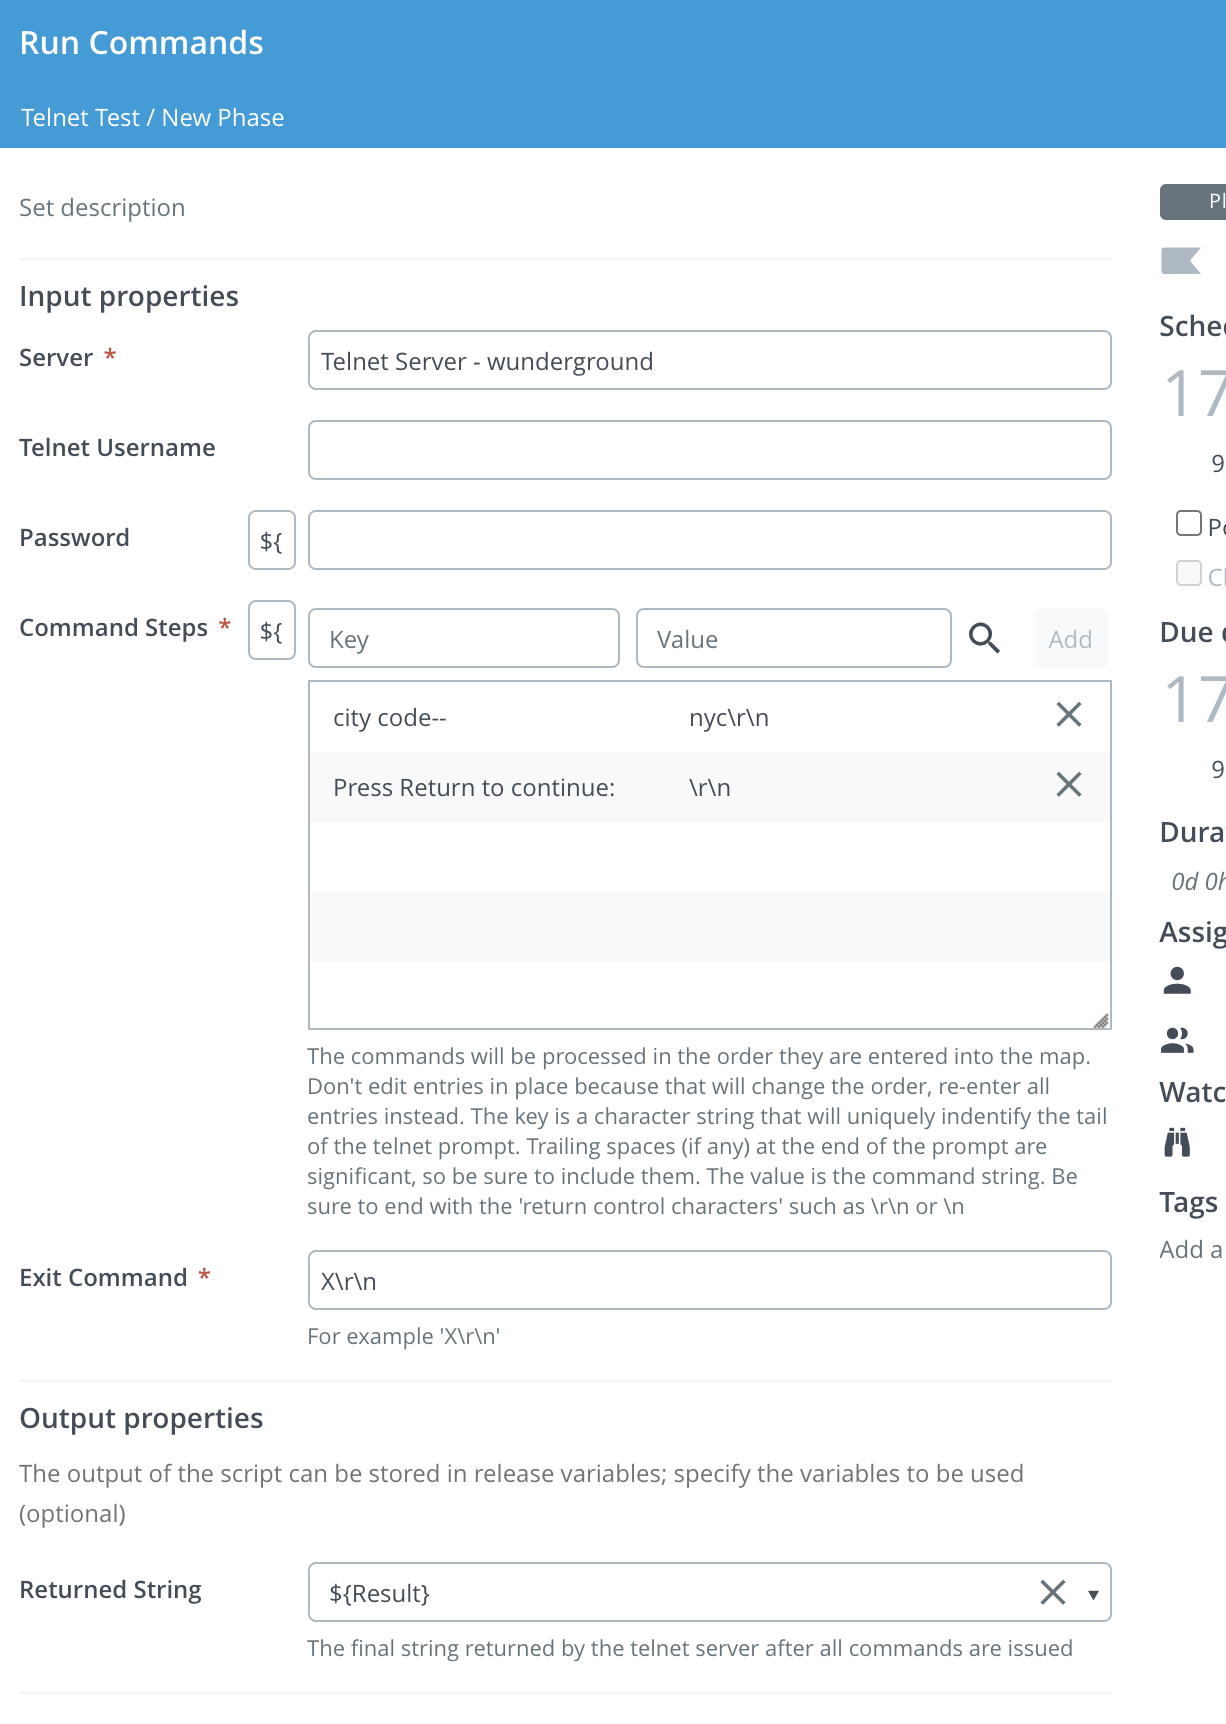 Run Commands
Telnet Test / New Phase
Set description
Input properties
Server *
Telnet Server - wunderground
Telnet Username
Password
${
Command Steps *
${
Key
Value
Add
city code--
nyc\r\n
Press Return to continue:
\r\n
The commands will be processed in the order they are entered into the map.
Don't edit entries in place because that will change the order, re-enter all
entries instead. The key is a character string that will uniquely indentify the tail
of the telnet prompt. Trailing spaces (if any) at the end of the prompt are
significant, so be sure to include them. The value is the command string. Be
sure to end with the 'return control characters' such as \r\n or \n
Exit Command *
X\r\n
For example 'X\r\n'
Output properties
The output of the script can be stored in release variables; specify the variables to be used
(optional)
Returned String
${Result}
The final string returned by the telnet server after all commands are issued
17
9
Due
17
9
0d 0h
Tags
Add a